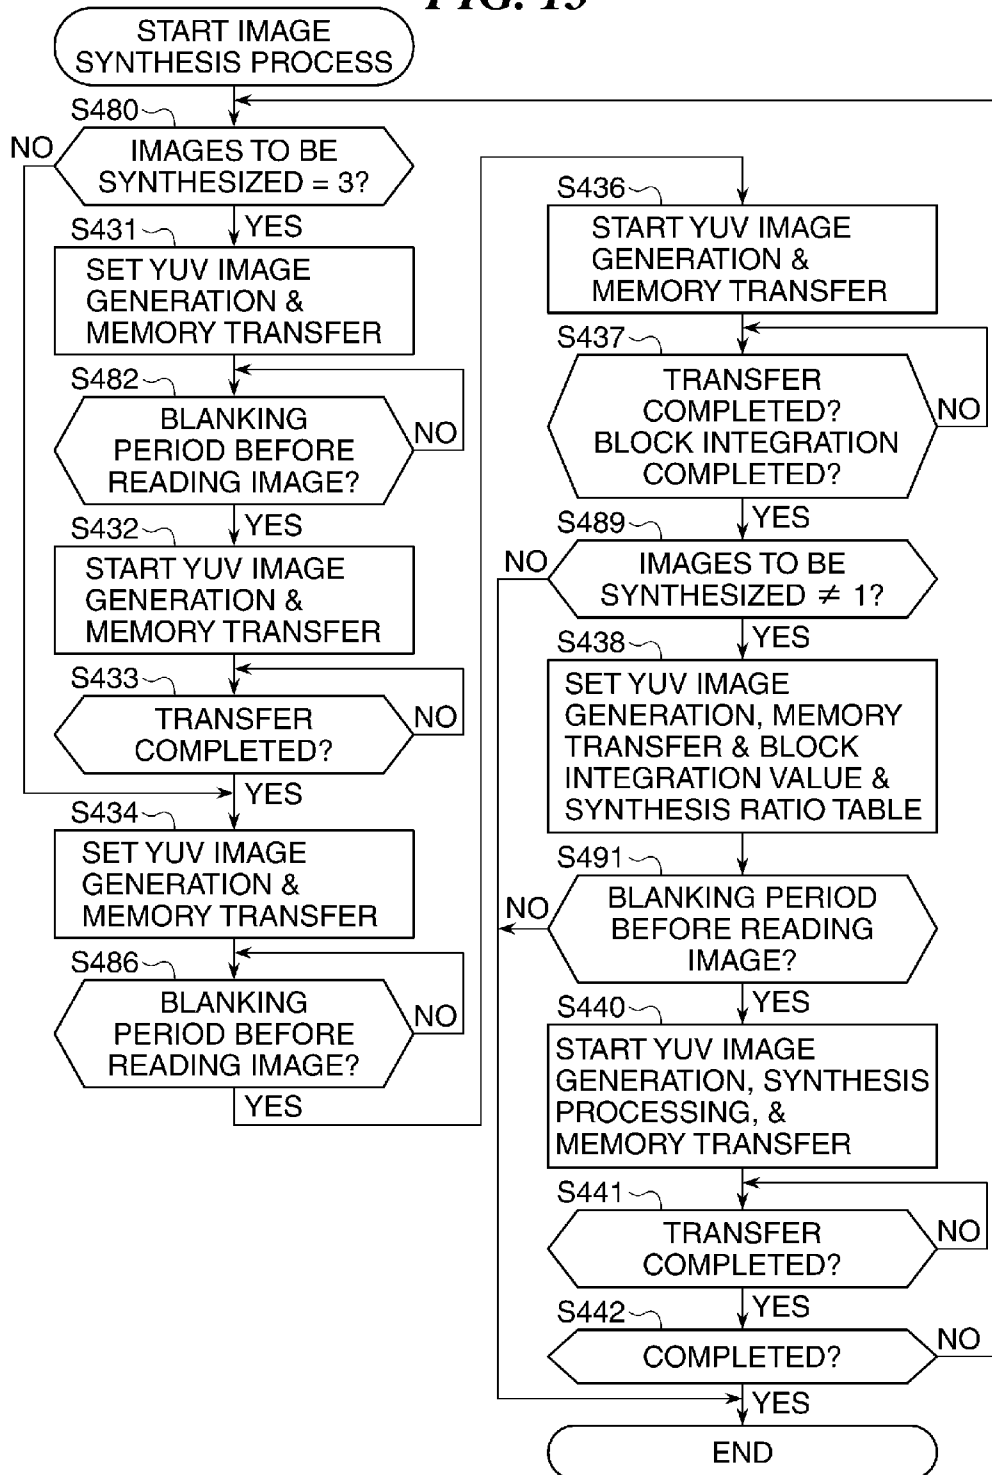 START IMAGE
SYNTHESIS PROCESS
S480
NO
IMAGES TO BE
SYNTHESIZED = 3?
YES
S431
SET YUV IMAGE
GENERATION &
MEMORY TRANSFER
S482
BLANKING
PERIOD BEFORE
READING IMAGE?
NO
YES
S432
START YUV IMAGE
GENERATION &
MEMORY TRANSFER
S433
TRANSFER
COMPLETED?
NO
YES
S434
SET YUV IMAGE
GENERATION &
MEMORY TRANSFER
S486
BLANKING
PERIOD BEFORE
READING IMAGE?
NO
YES
S436
START YUV IMAGE
GENERATION &
MEMORY TRANSFER
S437
TRANSFER
COMPLETED?
BLOCK INTEGRATION
COMPLETED?
NO
YES
S489
NO
IMAGES TO BE
SYNTHESIZED ≠ 1?
YES
S438
SET YUV IMAGE
GENERATION, MEMORY
TRANSFER & BLOCK
INTEGRATION VALUE &
SYNTHESIS RATIO TABLE
S491
NO
BLANKING PERIOD
BEFORE READING
IMAGE?
YES
S440
START YUV IMAGE
GENERATION, SYNTHESIS
PROCESSING, &
MEMORY TRANSFER
S441
TRANSFER
COMPLETED?
NO
YES
S442
COMPLETED?
NO
YES
END